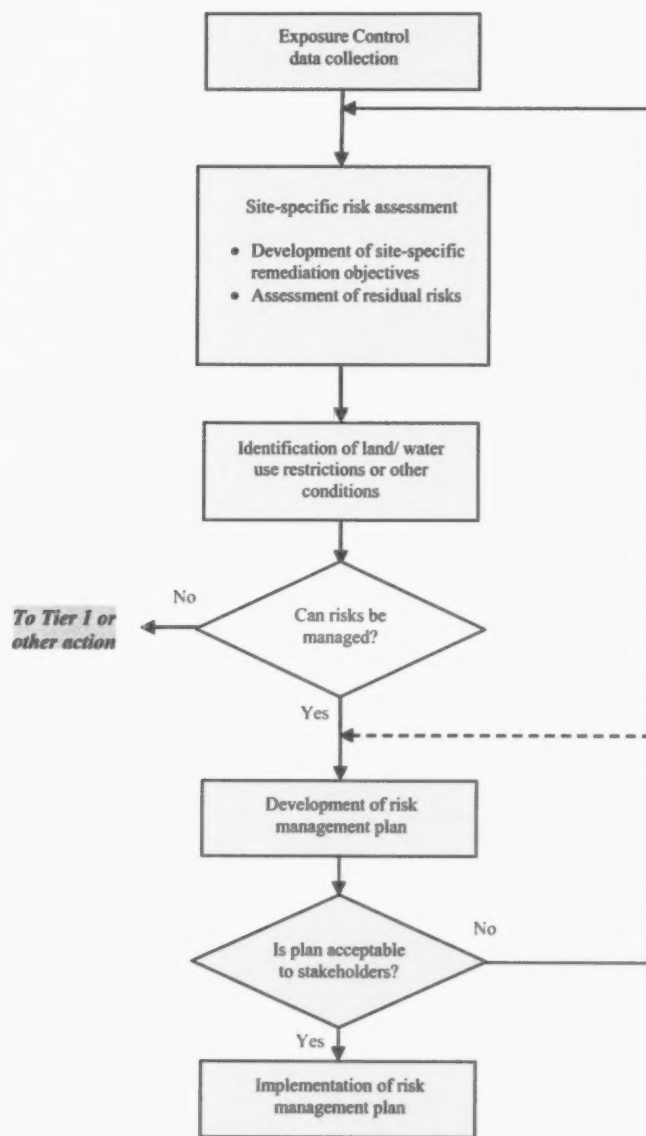 Exposure Control
data collection
Site-specific risk assessment
• Development of site-specific
remediation objectives
• Assessment of residual risks
Identification of land/ water
use restrictions or other
conditions
No
To Tier 1 or
other action
Can risks be
managed?
Yes
Development of risk
management plan
No
Is plan acceptable
to stakeholders?
Yes
Implementation of risk
management plan